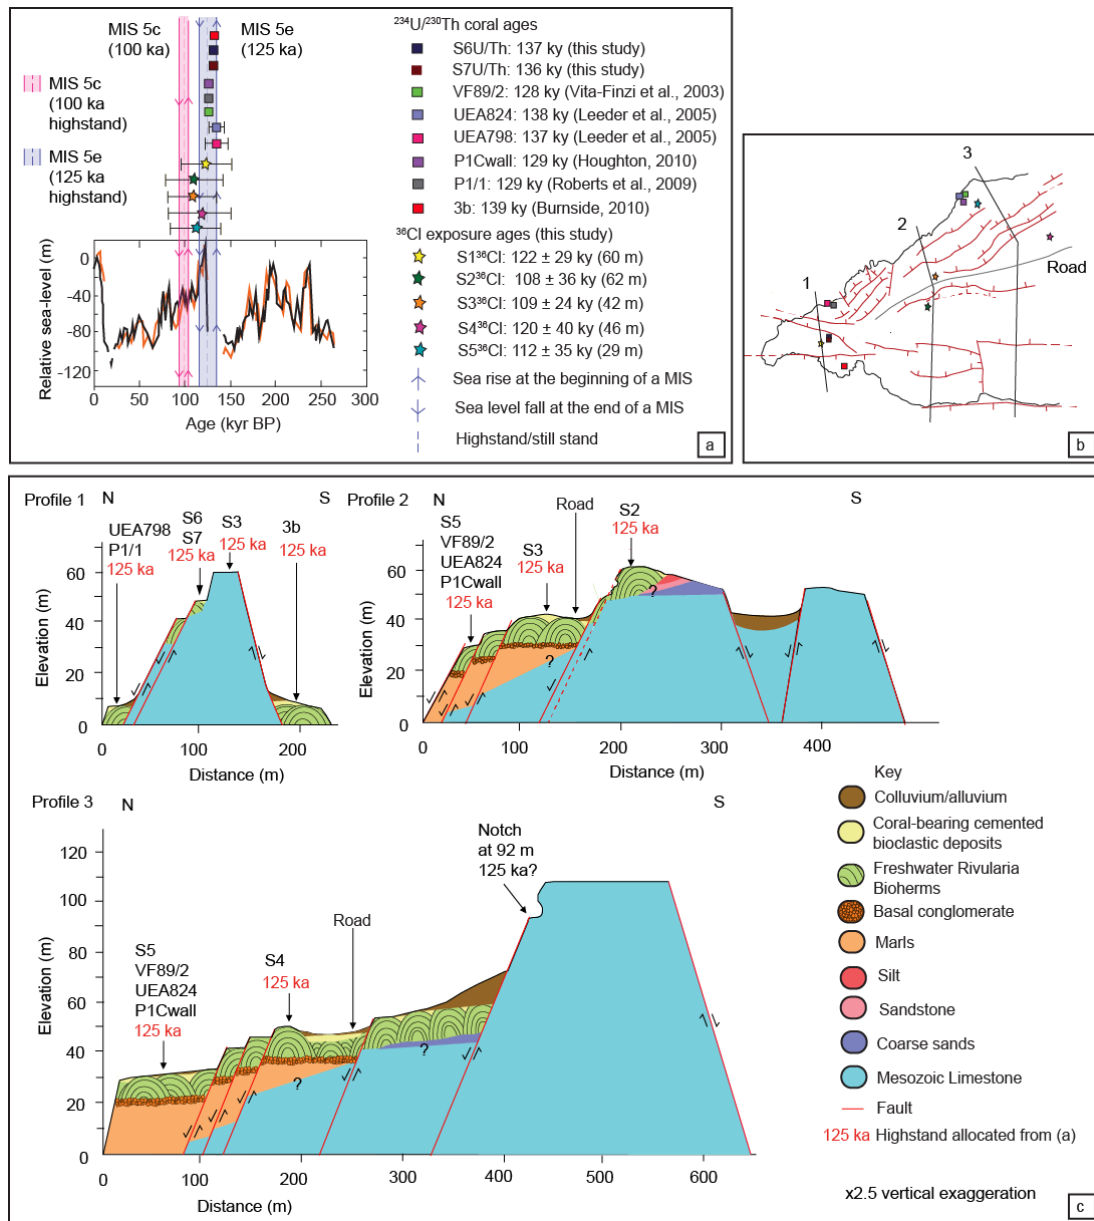 MIS 5c
(100 ka)
MIS 5e
(125 ka)
MIS 5c
(100 ka
highstand)
MIS 5e
(125 ka
highstand)
Relative sea-level (m)
0
-40
-80
-120
0
50
100
150
200
250
300
Age (kyr BP)
234U/230Th coral ages
S6U/Th: 137 ky (this study)
S7U/Th: 136 ky (this study)
VF89/2: 128 ky (Vita-Finzi et al., 2003)
UEA824: 138 ky (Leeder et al., 2005)
UEA798: 137 ky (Leeder et al., 2005)
P1Cwall: 129 ky (Houghton, 2010)
P1/1: 129 ky (Roberts et al., 2009)
3b: 139 ky (Burnside, 2010)
36Cl exposure ages (this study)
S136Cl: 122 ± 29 ky (60 m)
S236Cl: 108 ± 36 ky (62 m)
S336Cl: 109 ± 24 ky (42 m)
S436Cl: 120 ± 40 ky (46 m)
S536Cl: 112 ± 35 ky (29 m)
Sea rise at the beginning of a MIS
Sea level fall at the end of a MIS
Highstand/still stand
a
1
2
3
Road
b
Profile 1
N
S
UEA798
P1/1
125 ka
S6
S7
125 ka
S3
125 ka
3b
125 ka
Elevation (m)
60
40
20
0
0
100
200
Distance (m)
Profile 2
N
S
S5
VF89/2
UEA824
P1Cwall
125 ka
S3
125 ka
Road
S2
125 ka
?
?
Elevation (m)
60
40
20
0
0
100
200
300
400
Distance (m)
Profile 3
N
S
S5
VF89/2
UEA824
P1Cwall
125 ka
S4
125 ka
Road
Notch
at 92 m
125 ka?
?
?
Elevation (m)
120
100
80
60
40
20
0
0
100
200
300
400
500
600
Distance (m)
Key
Colluvium/alluvium
Coral-bearing cemented
bioclastic deposits
Freshwater Rivularia
Bioherms
Basal conglomerate
Marls
Silt
Sandstone
Coarse sands
Mesozoic Limestone
Fault
125 ka Highstand allocated from (a)
x2.5 vertical exaggeration
c